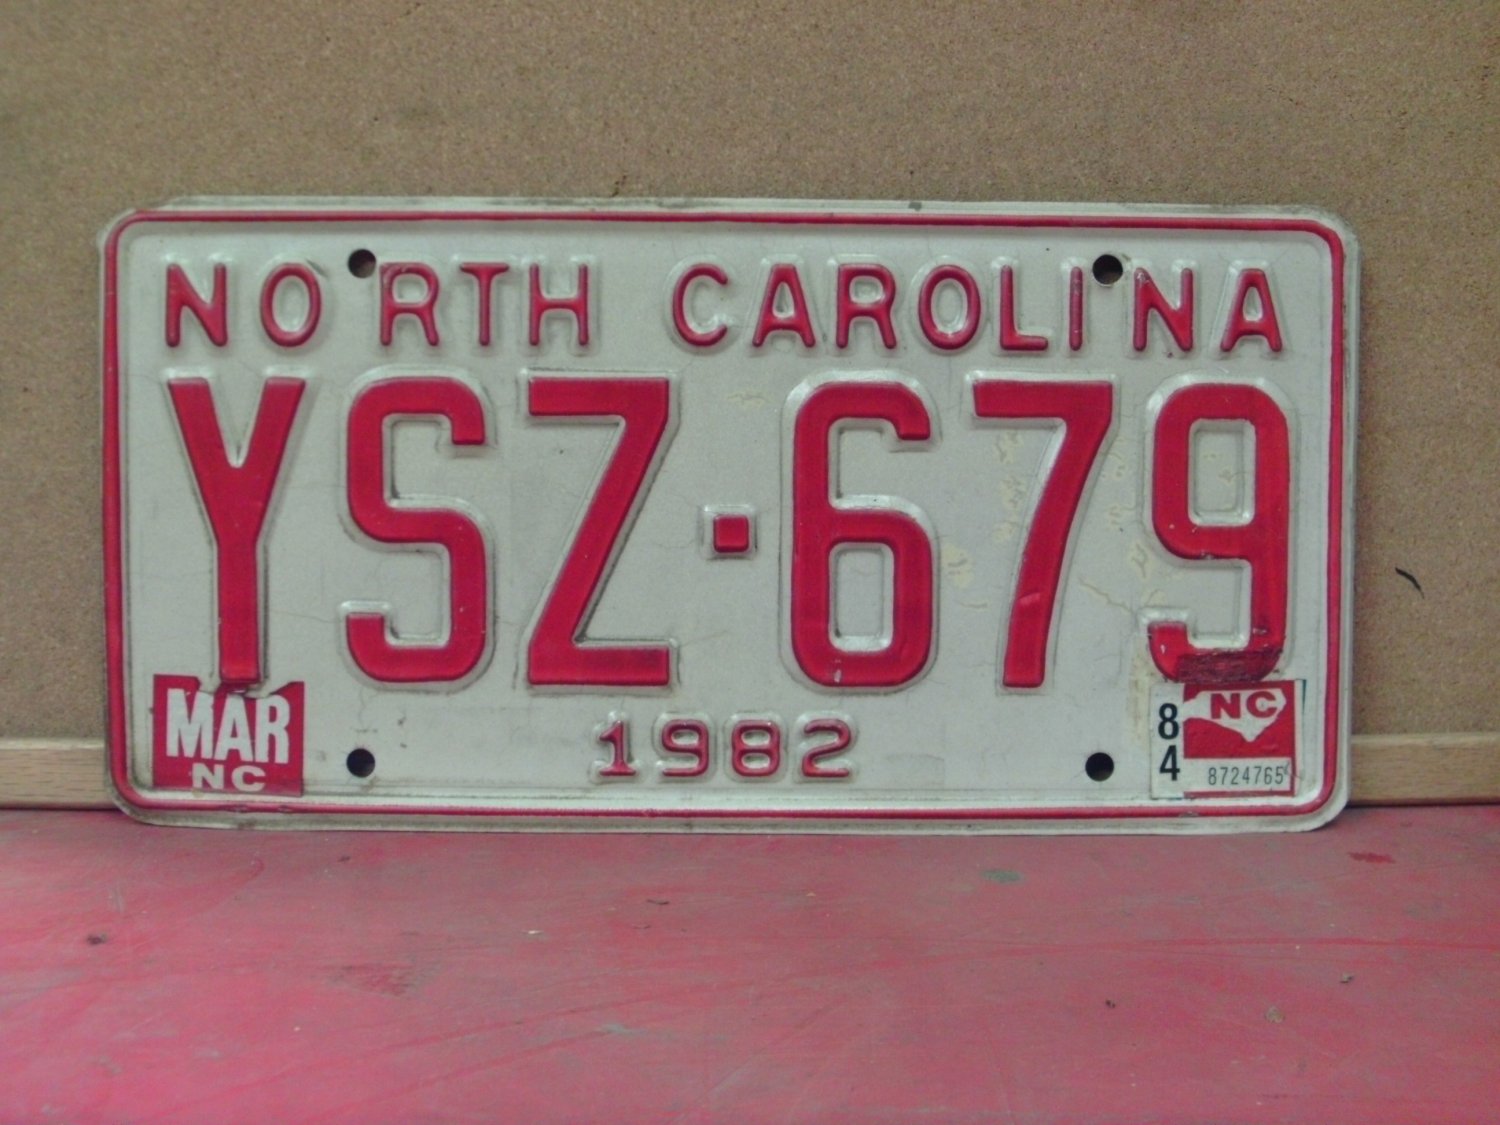 NORTH CAROLINA
YSZ·679
MAR
NC
1982
84
NC
8724765